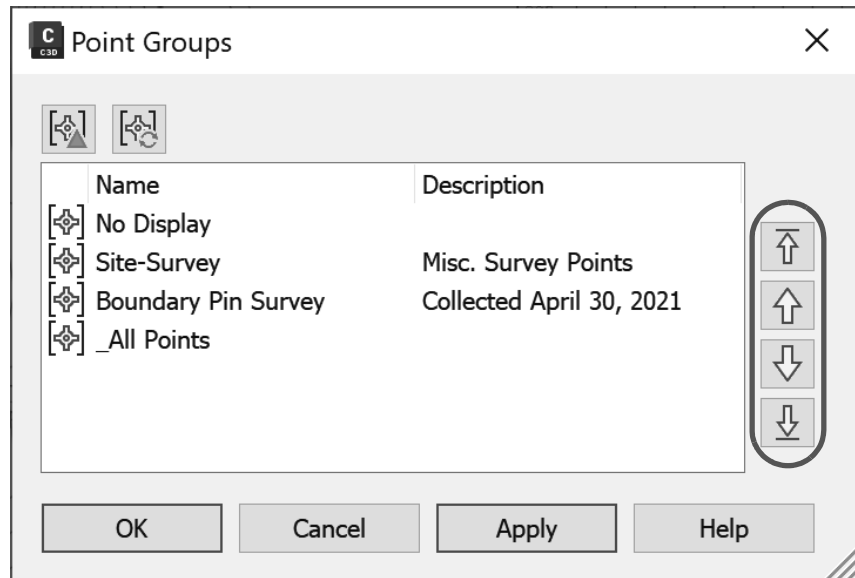 C
C3D
Point Groups
Name Description
No Display
Site-Survey Misc. Survey Points
Boundary Pin Survey Collected April 30, 2021
_All Points
OK Cancel Apply Help